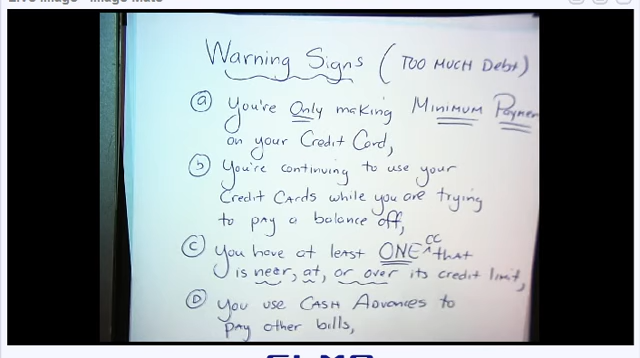 Warning Signs (TOO MUCH Debt)
ⓐ You're Only making MINIMUM Paymen
on your Credit Card,
ⓑ You're continuing to use your
Credit Cards while you are trying
to pay a balance off,
ⓒ You have at least ONE ^CC that
is near, at, or over its credit limit,
ⓓ You use CASH Advances to
pay other bills,